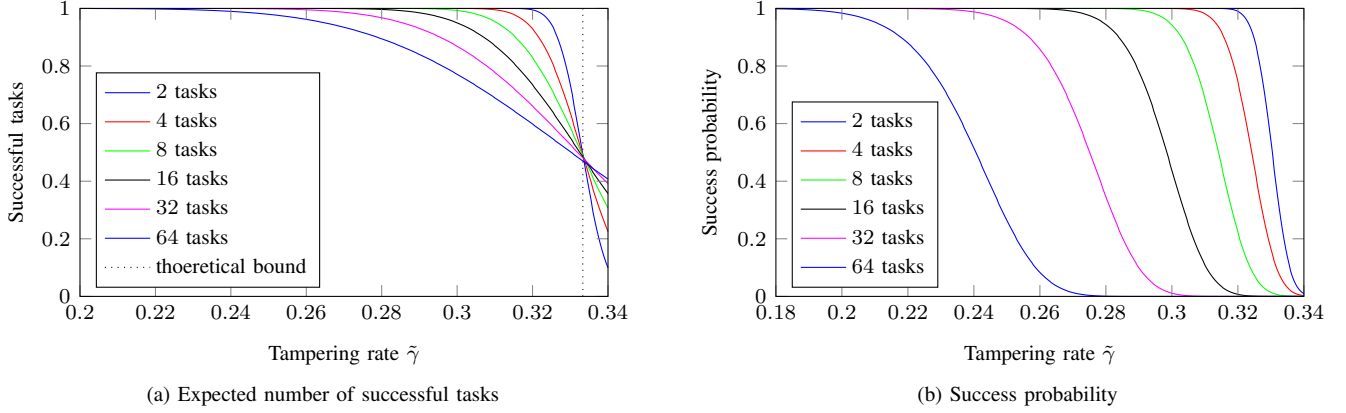 1
0.8
0.6
0.4
0.2
0
Successful tasks
2 tasks
4 tasks
8 tasks
16 tasks
32 tasks
64 tasks
thoeretical bound
0.2 0.22 0.24 0.26 0.28 0.3 0.32 0.34
Tampering rate γ̃
(a) Expected number of successful tasks
1
0.8
0.6
0.4
0.2
0
Success probability
2 tasks
4 tasks
8 tasks
16 tasks
32 tasks
64 tasks
0.18 0.2 0.22 0.24 0.26 0.28 0.3 0.32 0.34
Tampering rate γ̃
(b) Success probability